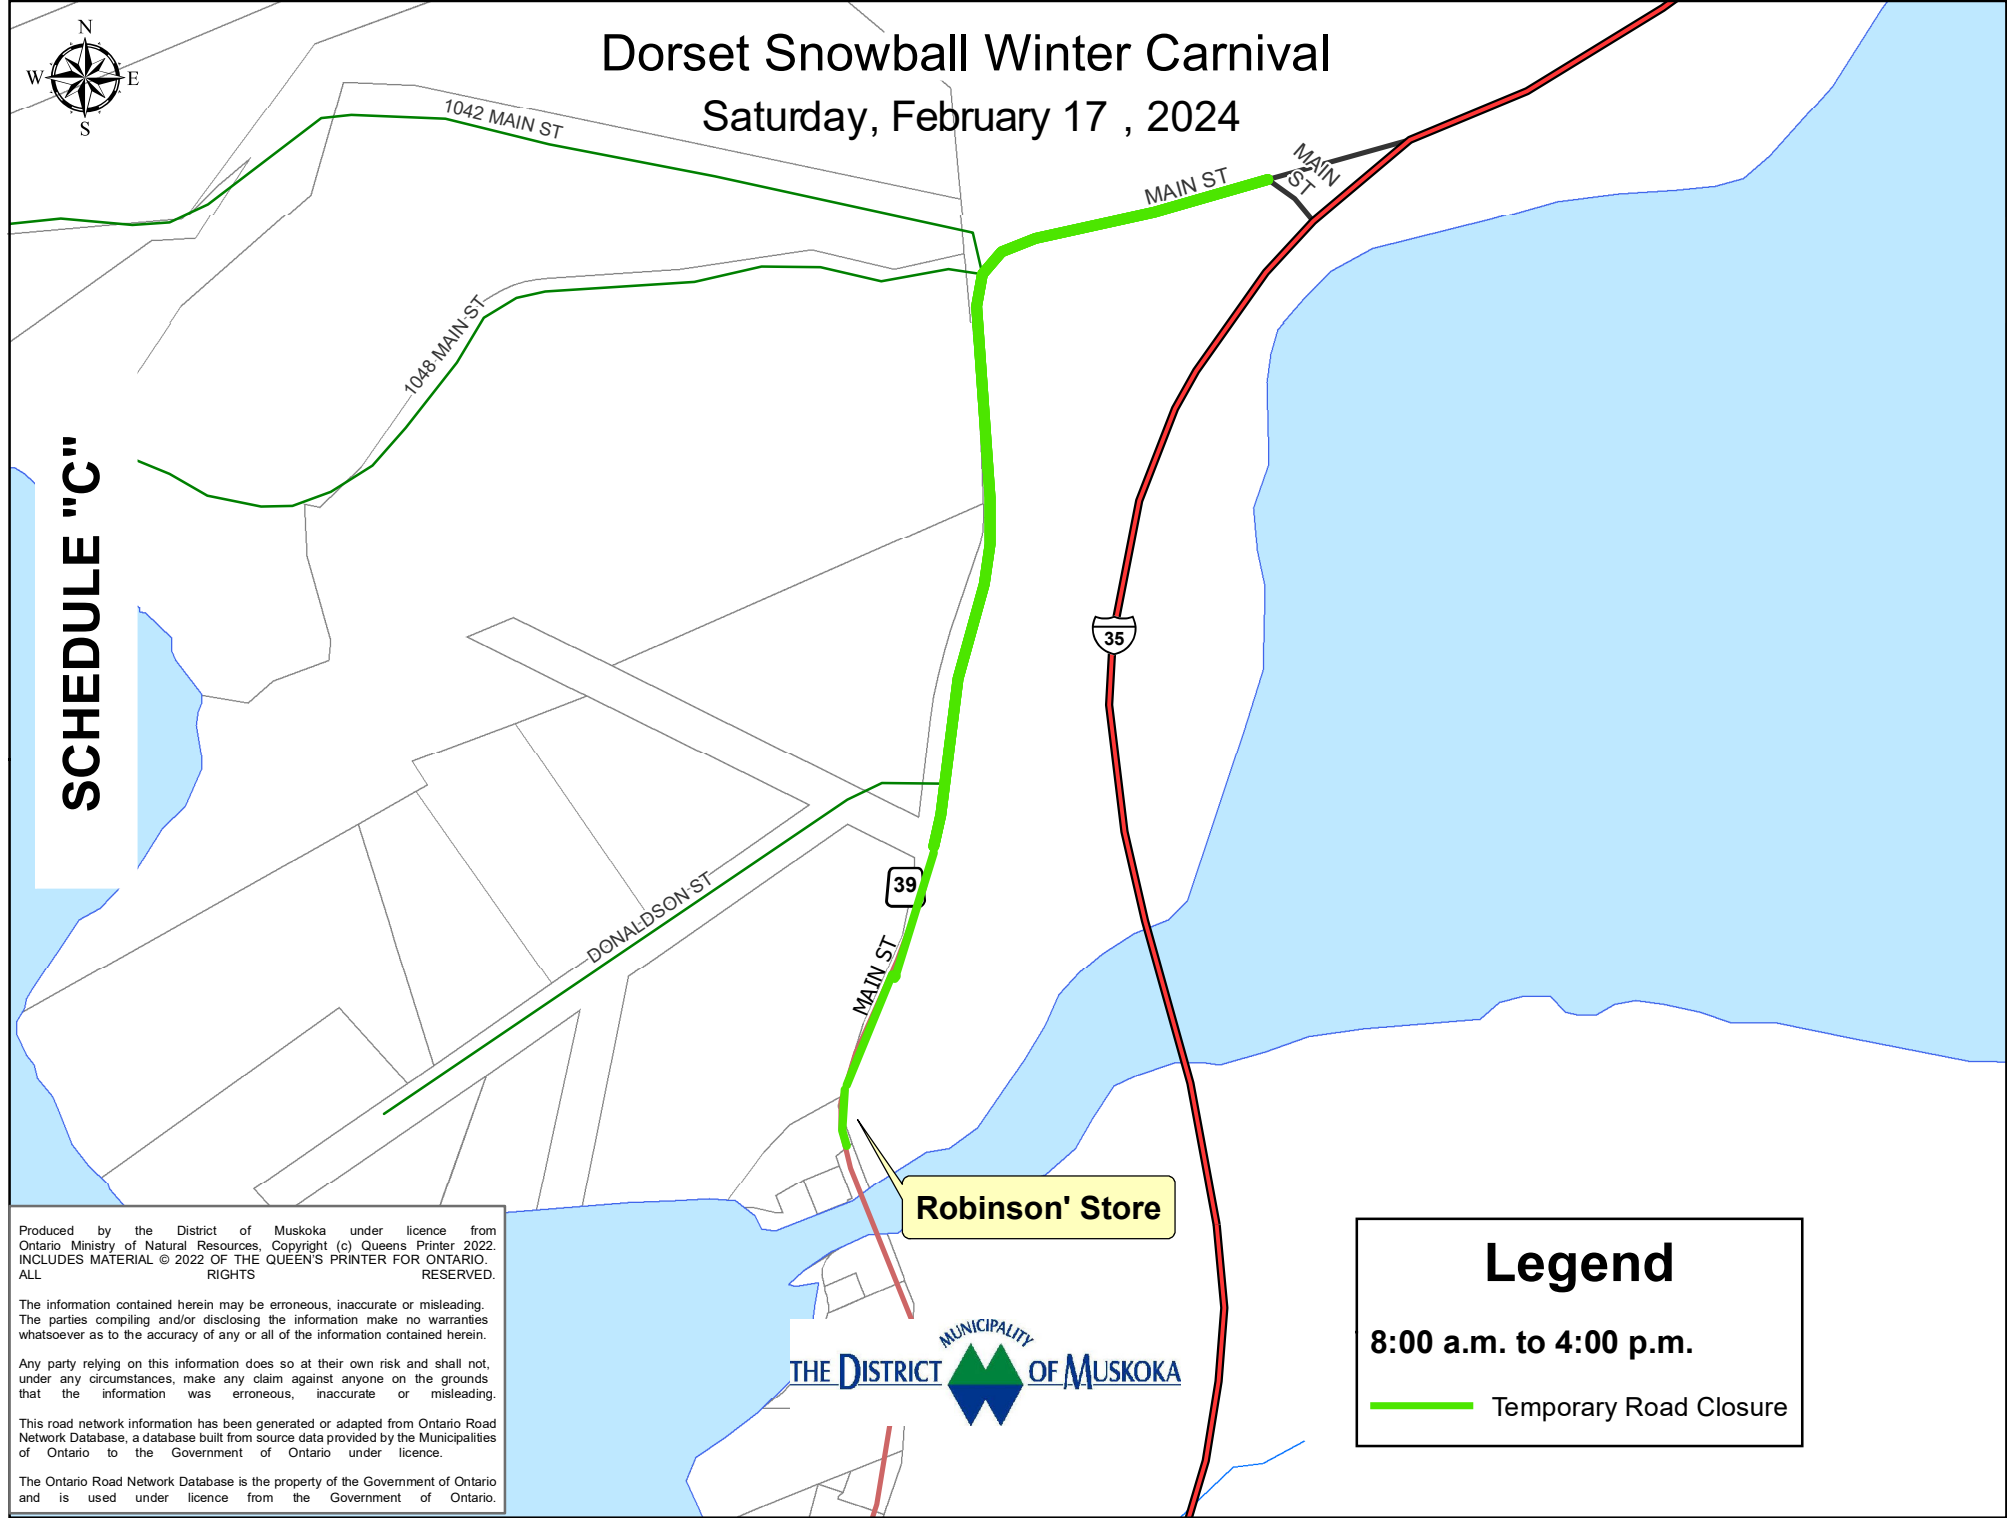 N
W
E
S
Dorset Snowball Winter Carnival
Saturday, February 17 , 2024
1042 MAIN ST
MAIN ST
MAIN
ST
1048 MAIN ST
SCHEDULE "C"
35
39
DONALDSON ST
MAIN ST
Robinson' Store
Produced by the District of Muskoka under licence from
Ontario Ministry of Natural Resources, Copyright (c) Queens Printer 2022.
INCLUDES MATERIAL © 2022 OF THE QUEEN'S PRINTER FOR ONTARIO.
ALL RIGHTS RESERVED.
The information contained herein may be erroneous, inaccurate or misleading.
The parties compiling and/or disclosing the information make no warranties
whatsoever as to the accuracy of any or all of the information contained herein.
Any party relying on this information does so at their own risk and shall not,
under any circumstances, make any claim against anyone on the grounds
that the information was erroneous, inaccurate or misleading.
This road network information has been generated or adapted from Ontario Road
Network Database, a database built from source data provided by the Municipalities
of Ontario to the Government of Ontario under licence.
The Ontario Road Network Database is the property of the Government of Ontario
and is used under licence from the Government of Ontario.
MUNICIPALITY
THE DISTRICT OF MUSKOKA
Legend
8:00 a.m. to 4:00 p.m.
Temporary Road Closure